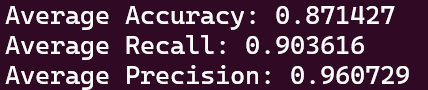 Average Accuracy: 0.871427
Average Recall: 0.903616
Average Precision: 0.960729